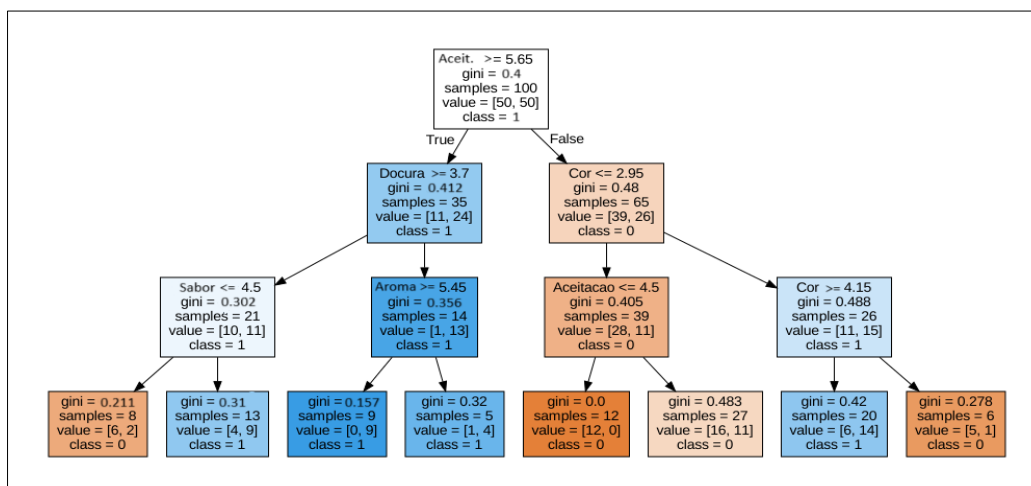 Aceit. >= 5.65
gini = 0.4
samples = 100
value = [50, 50]
class = 1
True
False
Docura >= 3.7
gini = 0.412
samples = 35
value = [11, 24]
class = 1
Cor <= 2.95
gini = 0.48
samples = 65
value = [39, 26]
class = 0
Sabor <= 4.5
gini = 0.302
samples = 21
value = [10, 11]
class = 1
Aroma >= 5.45
gini = 0.356
samples = 14
value = [1, 13]
class = 1
Aceitacao <= 4.5
gini = 0.405
samples = 39
value = [28, 11]
class = 0
Cor >= 4.15
gini = 0.488
samples = 26
value = [11, 15]
class = 1
gini = 0.211
samples = 8
value = [6, 2]
class = 0
gini = 0.31
samples = 13
value = [4, 9]
class = 1
gini = 0.157
samples = 9
value = [0, 9]
class = 1
gini = 0.32
samples = 5
value = [1, 4]
class = 1
gini = 0.0
samples = 12
value = [12, 0]
class = 0
gini = 0.483
samples = 27
value = [16, 11]
class = 0
gini = 0.42
samples = 20
value = [6, 14]
class = 1
gini = 0.278
samples = 6
value = [5, 1]
class = 0